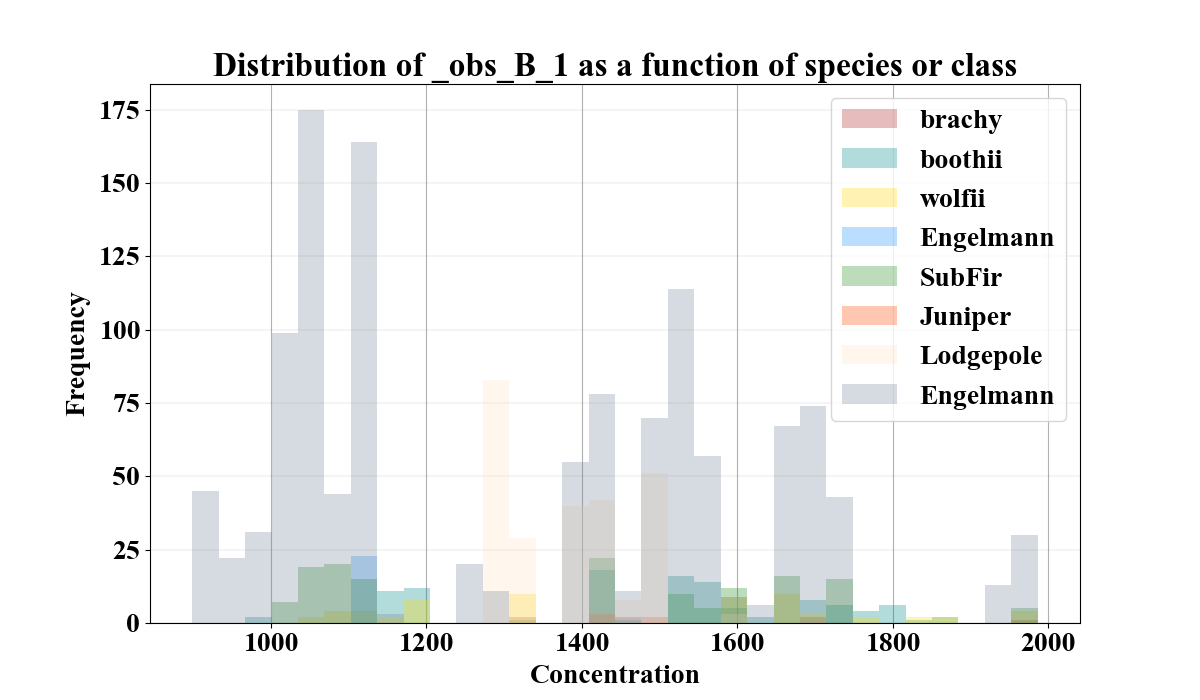 Distribution of _obs_B_1 as a function of species or class
175
150
125
100
75
50
25
0
Frequency
brachy
boothii
wolfii
Engelmann
SubFir
Juniper
Lodgepole
Engelmann
1000 1200 1400 1600 1800 2000
Concentration